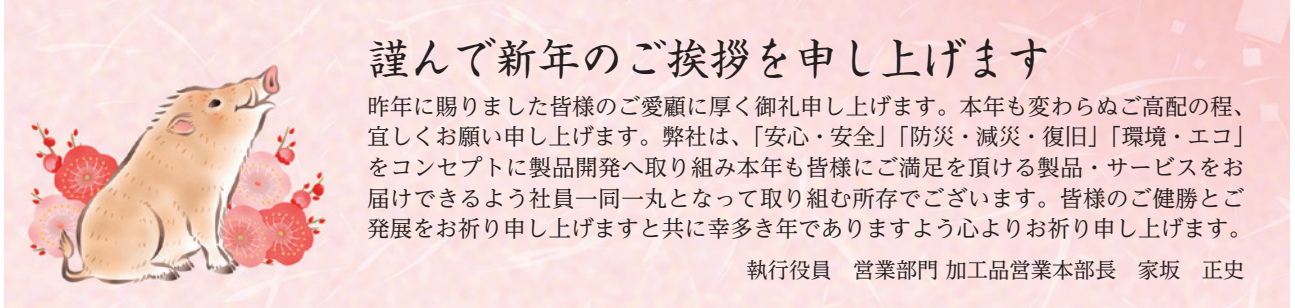 謹んで新年のご挨拶を申し上げます
昨年に賜りました皆様のご愛顧に厚く御礼申し上げます。本年も変わらぬご高配の程、
宜しくお願い申し上げます。弊社は、「安心・安全」「防災・減災・復旧」「環境・エコ」
をコンセプトに製品開発へ取り組み本年も皆様にご満足を頂ける製品・サービスをお
届けできるよう社員一同一丸となって取り組む所存でございます。皆様のご健勝とご
発展をお祈り申し上げますと共に幸多き年でありますよう心よりお祈り申し上げます。
執行役員　営業部門 加工品営業本部長　家坂　正史